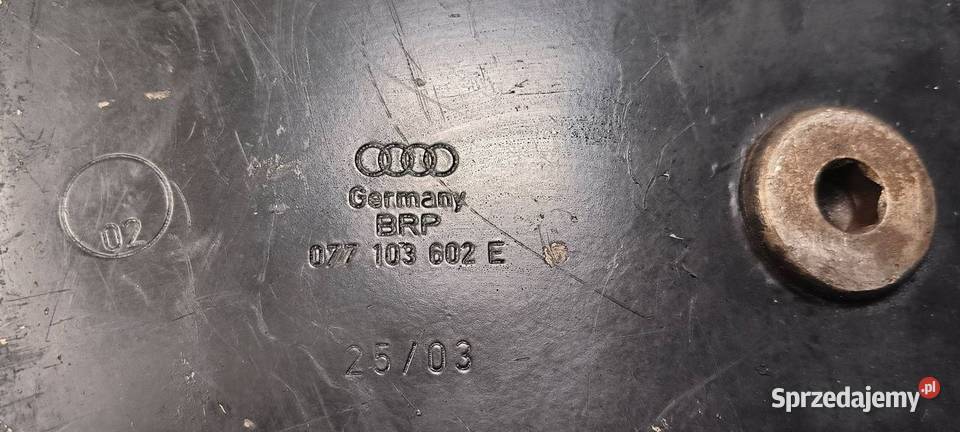 Germany
BRP
077 103 602 E
02
25/03
Sprzedajemy.pl